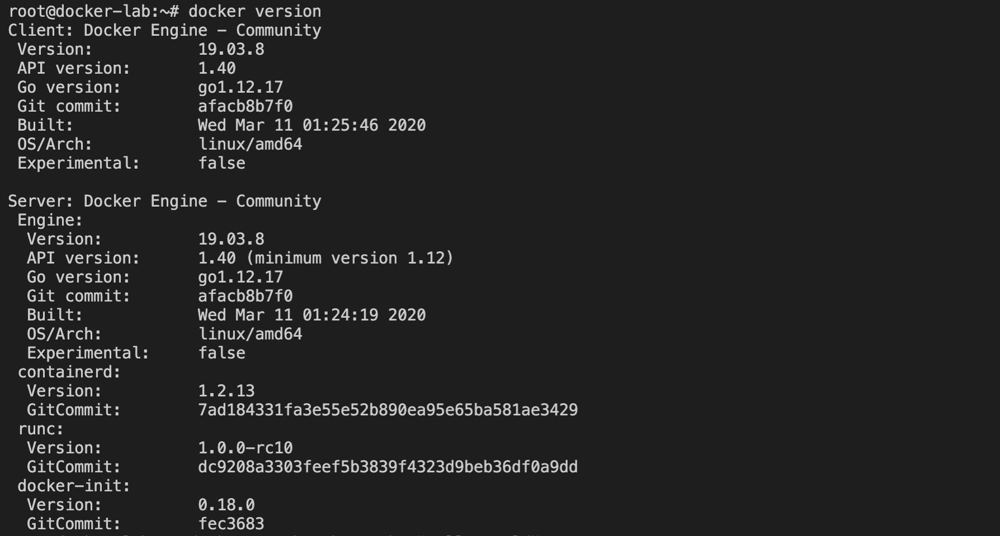 root@docker-lab:~# docker version
Client: Docker Engine - Community
 Version:           19.03.8
 API version:       1.40
 Go version:        go1.12.17
 Git commit:        afacb8b7f0
 Built:             Wed Mar 11 01:25:46 2020
 OS/Arch:           linux/amd64
 Experimental:      false

Server: Docker Engine - Community
 Engine:
  Version:          19.03.8
  API version:      1.40 (minimum version 1.12)
  Go version:       go1.12.17
  Git commit:       afacb8b7f0
  Built:            Wed Mar 11 01:24:19 2020
  OS/Arch:          linux/amd64
  Experimental:     false
 containerd:
  Version:          1.2.13
  GitCommit:        7ad184331fa3e55e52b890ea95e65ba581ae3429
 runc:
  Version:          1.0.0-rc10
  GitCommit:        dc9208a3303feef5b3839f4323d9beb36df0a9dd
 docker-init:
  Version:          0.18.0
  GitCommit:        fec3683